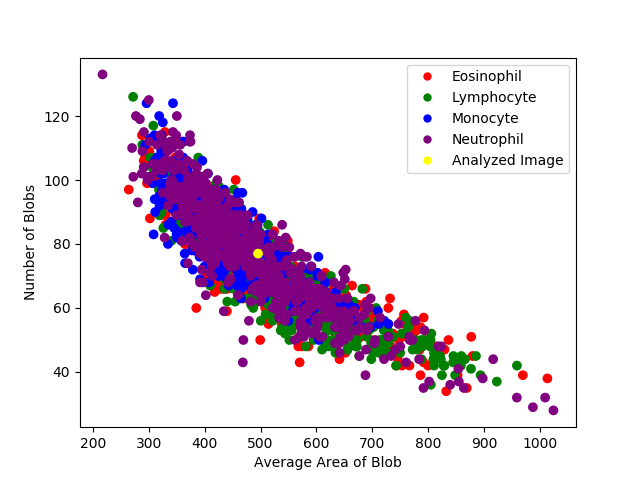 Eosinophil
Lymphocyte
Monocyte
Neutrophil
Analyzed Image
120
100
80
60
40
Number of Blobs
200 300 400 500 600 700 800 900 1000
Average Area of Blob